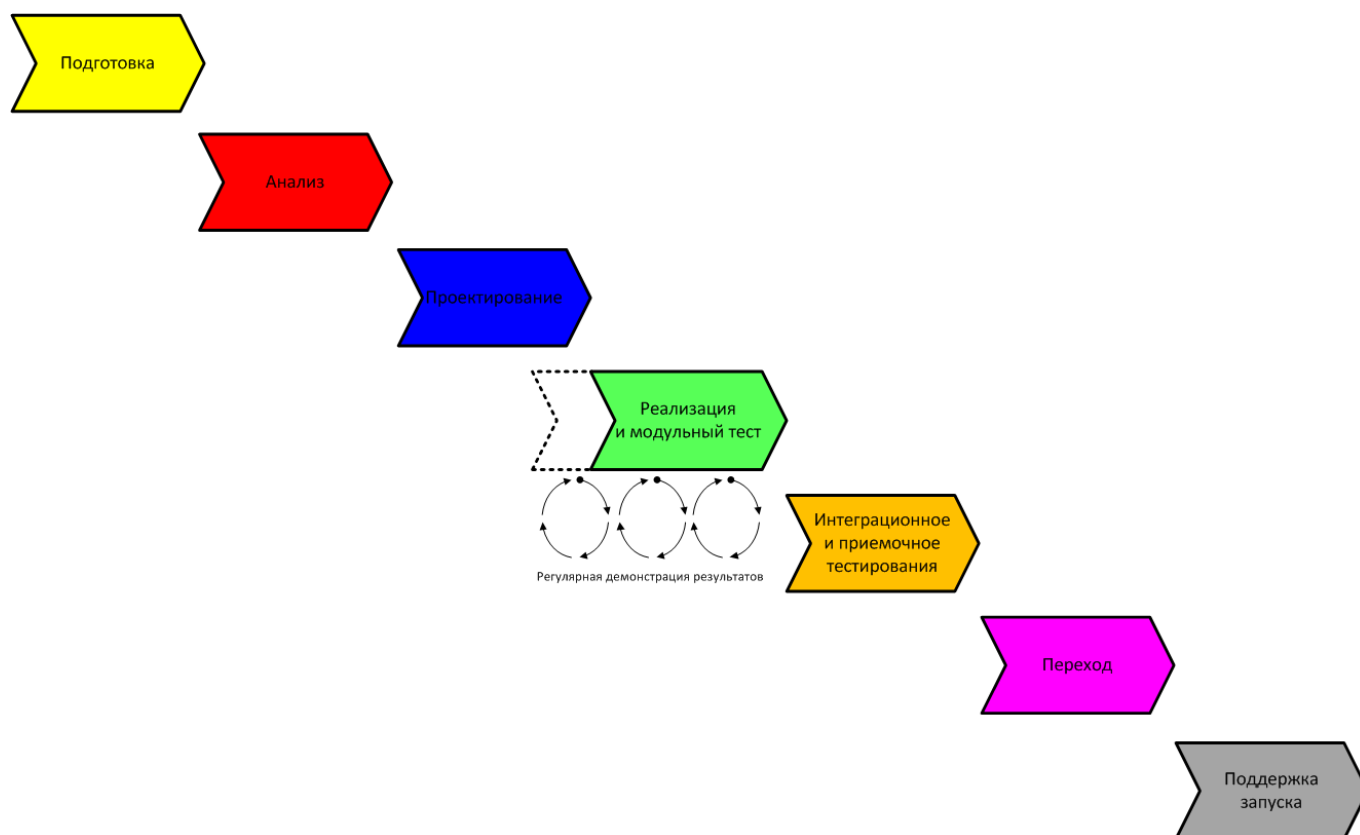 Подготовка
Анализ
Проектирование
Реализация
и модульный тест
Регулярная демонстрация результатов
Интеграционное
и приемочное
тестирования
Переход
Поддержка
запуска